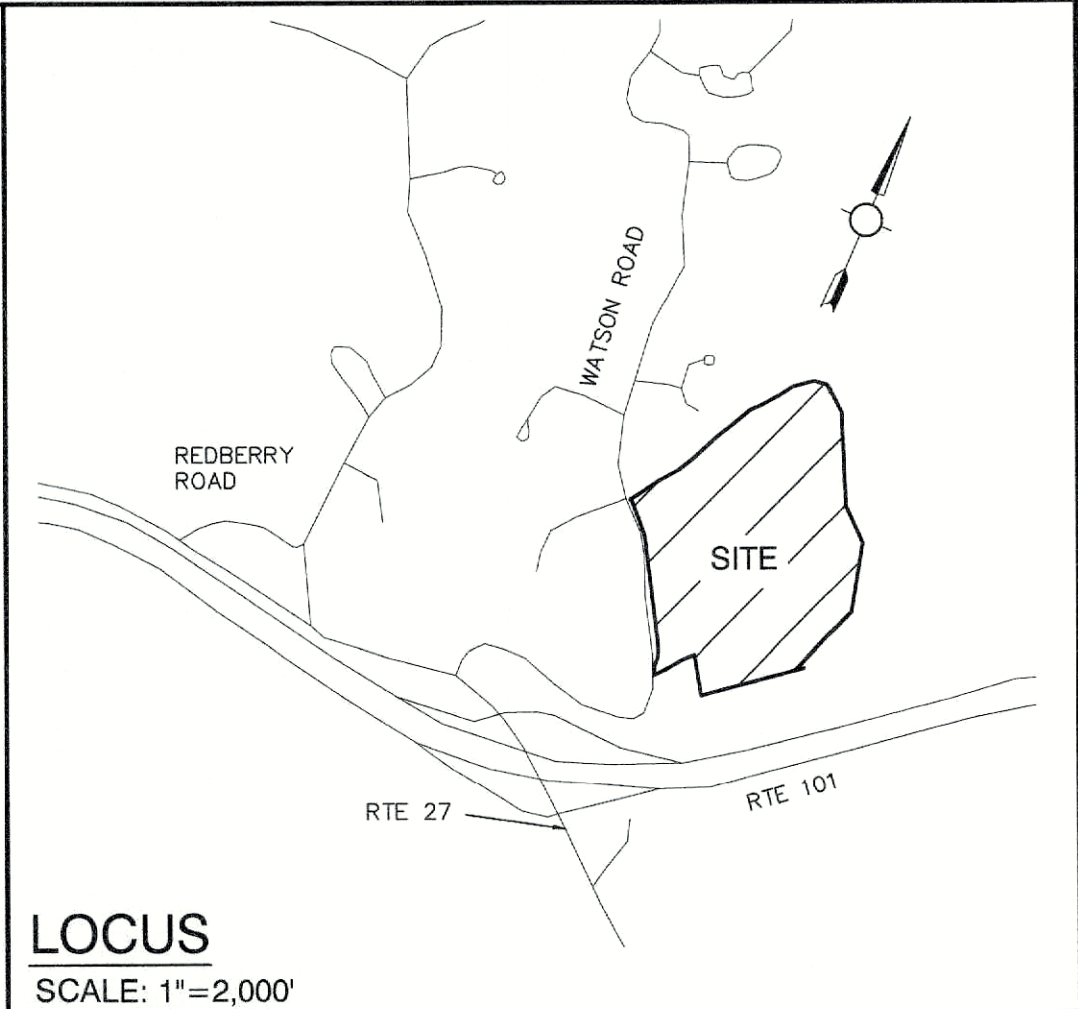 WATSON ROAD
REDBERRY
ROAD
SITE
RTE 101
RTE 27
LOCUS
SCALE: 1"=2,000'